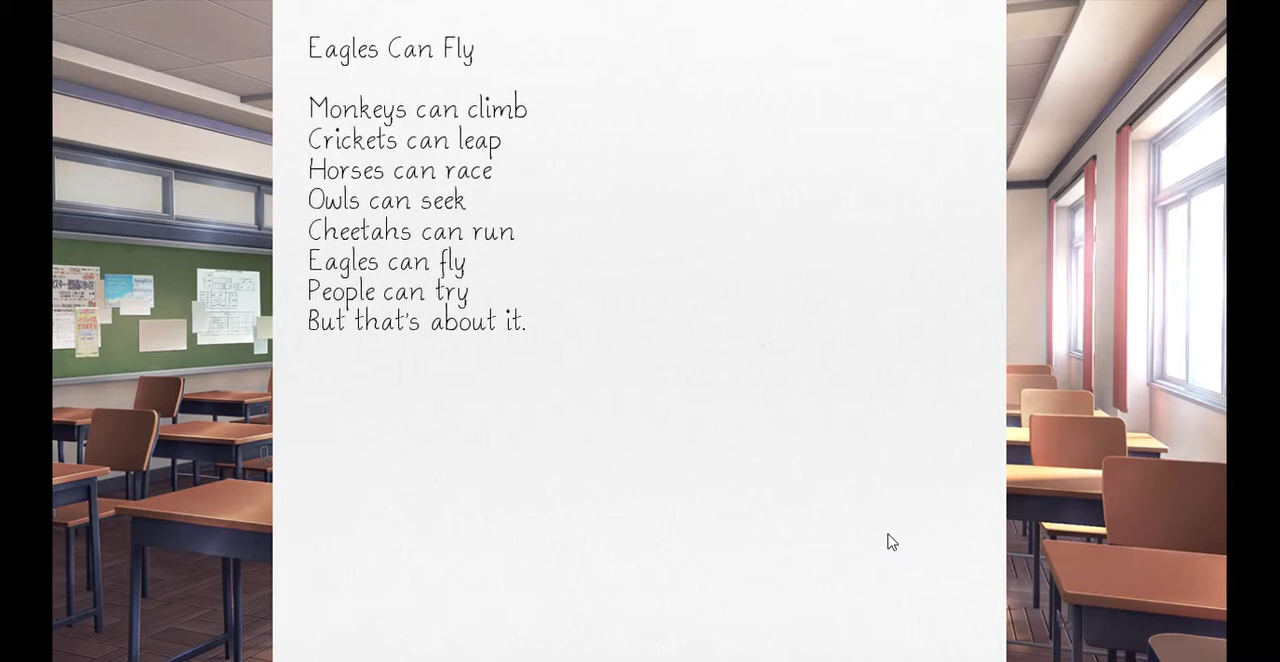 Eagles Can Fly
Monkeys can climb
Crickets can leap
Horses can race
Owls can seek
Cheetahs can run
Eagles can fly
People can try
But that's about it.